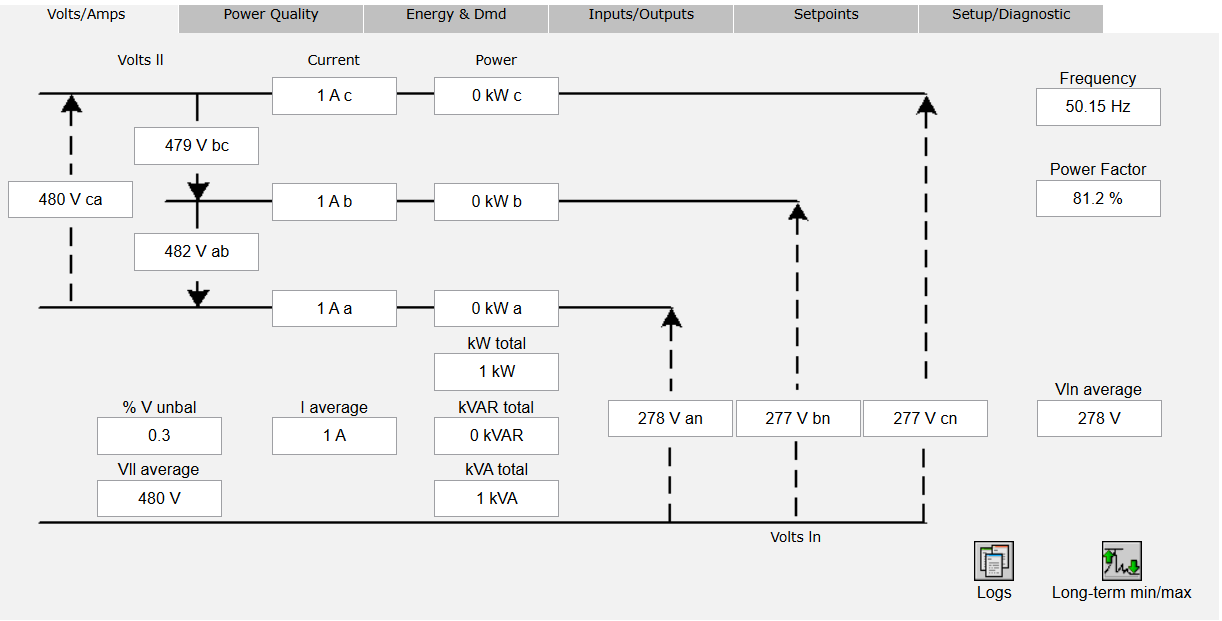 Volts/Amps
Power Quality
Energy & Dmd
Inputs/Outputs
Setpoints
Setup/Diagnostic
Volts ll
Current
Power
Frequency
1 A c
0 kW c
50.15 Hz
479 V bc
Power Factor
480 V ca
1 A b
0 kW b
81.2 %
482 V ab
1 A a
0 kW a
kW total
1 kW
% V unbal
I average
kVAR total
Vln average
0.3
1 A
0 kVAR
278 V an
277 V bn
277 V cn
278 V
Vll average
kVA total
480 V
1 kVA
Volts ln
Logs
Long-term min/max